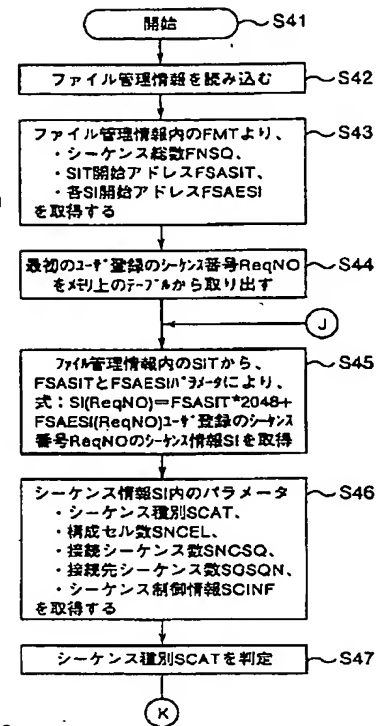 開始
S41
ファイル管理情報を読み込む
S42
ファイル管理情報内のFMTより、
・シーケンス総数FNSQ、
・SIT開始アドレスFSASIT、
・各SI開始アドレスFSAESI
を取得する
S43
最初のユーザ登録のシーケンス番号ReqNO
をメモリ上のテーブルから取り出す
S44
J
ファイル管理情報内のSITから、
FSASITとFSAESIパラメータにより、
式：SI(ReqNO)=FSASIT*2048+
FSAESI(ReqNO)ユーザ登録のシーケンス
番号ReqNOのシーケンス情報SIを取得
S45
シーケンス情報SI内のパラメータ
・シーケンス種別SCAT、
・構成セル数SNCEL、
・接続シーケンス数SNCSQ、
・接続先シーケンス数SQSQN、
・シーケンス制御情報SCINF
を取得する
S46
シーケンス種別SCATを判定
S47
K